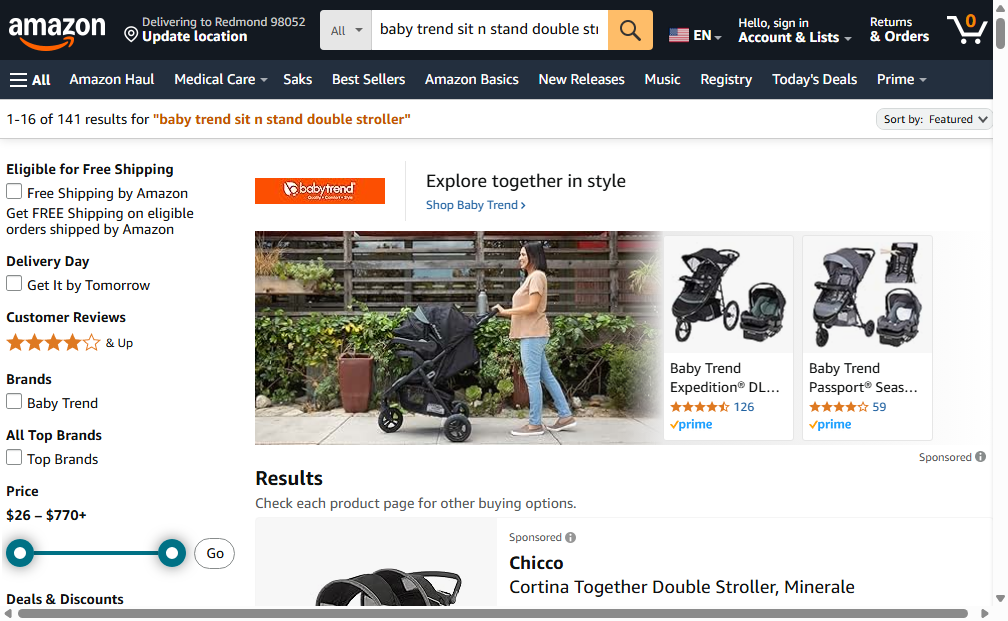 amazon
Delivering to Redmond 98052
Update location
All
baby trend sit n stand double str
EN
Hello, sign in
Account & Lists
Returns
& Orders
0
All
Amazon Haul
Medical Care
Saks
Best Sellers
Amazon Basics
New Releases
Music
Registry
Today's Deals
Prime
1-16 of 141 results for "baby trend sit n stand double stroller"
Sort by: Featured
Eligible for Free Shipping
Free Shipping by Amazon
Get FREE Shipping on eligible
orders shipped by Amazon
Delivery Day
Get It by Tomorrow
Customer Reviews
& Up
Brands
Baby Trend
All Top Brands
Top Brands
Price
$26 – $770+
Go
Deals & Discounts
babytrend
Quality • Comfort • Style
Explore together in style
Shop Baby Trend ›
Baby Trend
Expedition® DL...
126
prime
Baby Trend
Passport® Seas...
59
prime
Sponsored
Results
Check each product page for other buying options.
Sponsored
Chicco
Cortina Together Double Stroller, Minerale